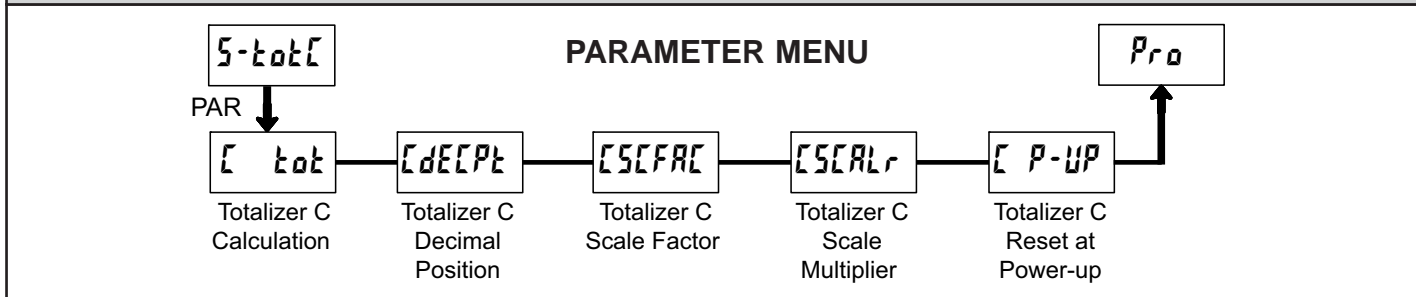 5-totC
PARAMETER MENU
Pro
PAR
C tot
CdECPt
CSCFAC
CSCALr
C P-UP
Totalizer C
Calculation
Totalizer C
Decimal
Position
Totalizer C
Scale Factor
Totalizer C
Scale
Multiplier
Totalizer C
Reset at
Power-up